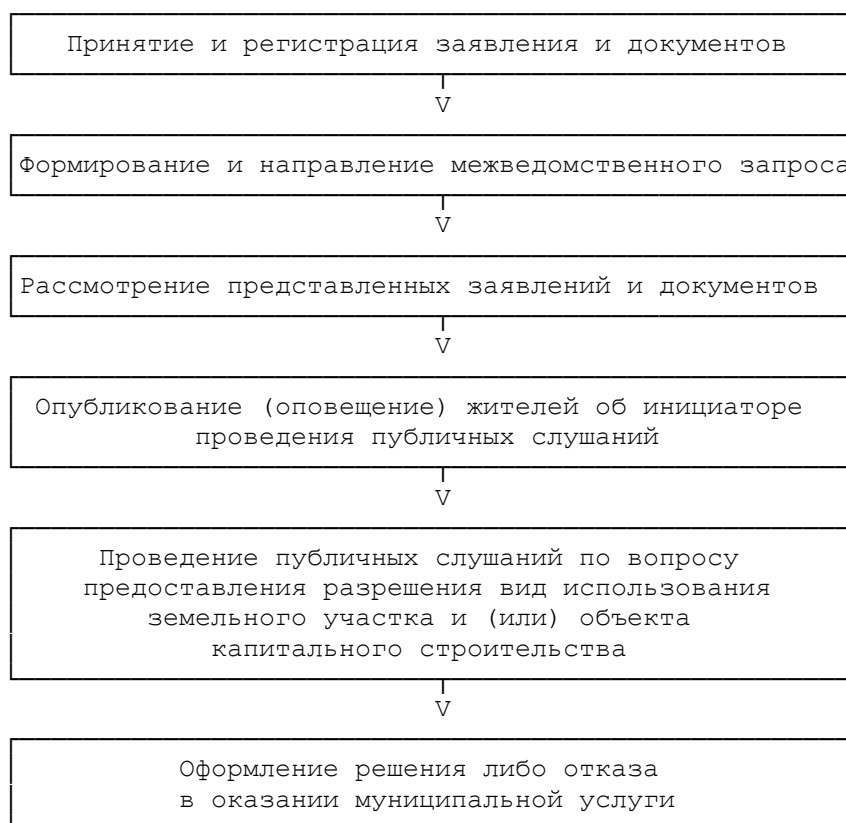 Принятие и регистрация заявления и документов
V
Формирование и направление межведомственного запроса
V
Рассмотрение представленных заявлений и документов
V
Опубликование (оповещение) жителей об инициаторе
проведения публичных слушаний
V
Проведение публичных слушаний по вопросу
предоставления разрешения вид использования
земельного участка и (или) объекта
капитального строительства
V
Оформление решения либо отказа
в оказании муниципальной услуги